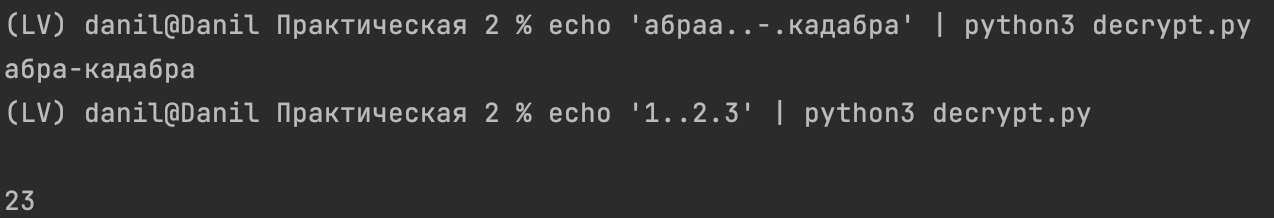 (LV) danil@Danil Практическая 2 % echo 'абраа..-.кадабра' | python3 decrypt.py
абра-кадабра
(LV) danil@Danil Практическая 2 % echo '1..2.3' | python3 decrypt.py
23